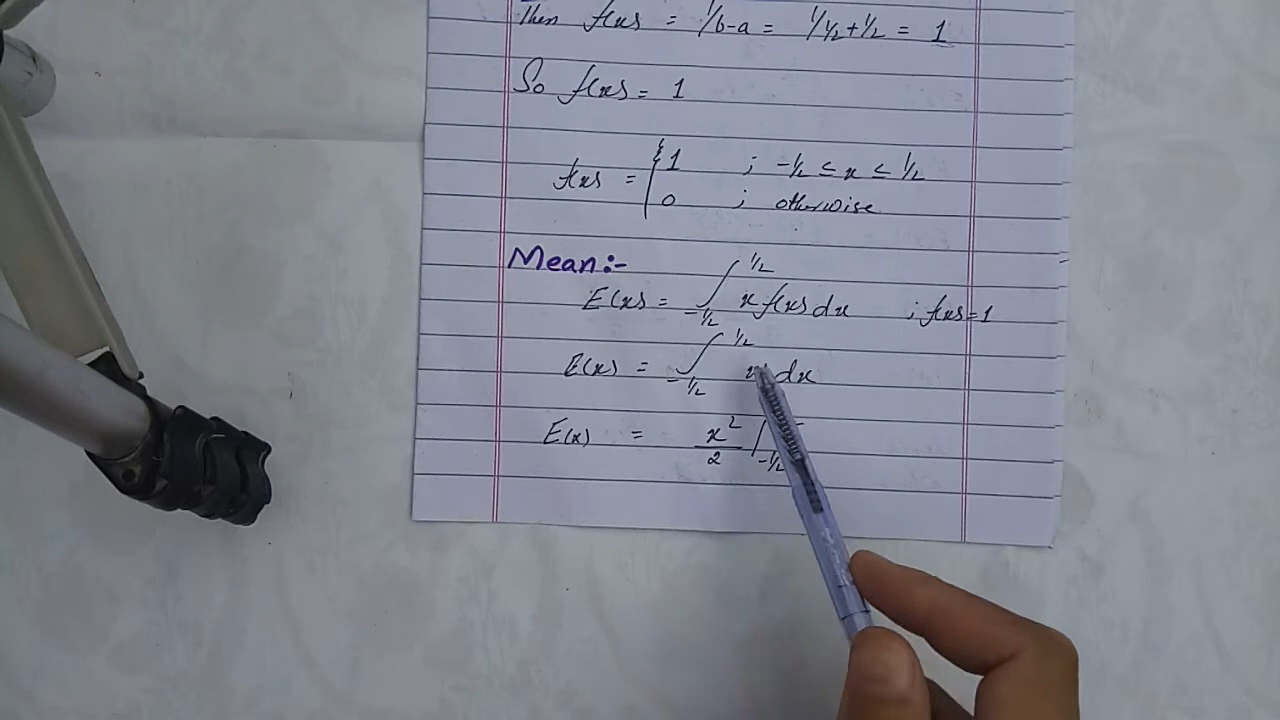 Then f(x) = 1/b-a = 1/1/2+1/2 = 1
So f(x) = 1
f(x) = { 1 ; -1/2 ≤ x ≤ 1/2
0 ; otherwise
Mean:-
E(x) = ∫_{-1/2}^{1/2} x f(x) dx ; f(x)=1
E(x) = ∫_{-1/2}^{1/2} x dx
E(x) = x²/2 |_{-1/2}